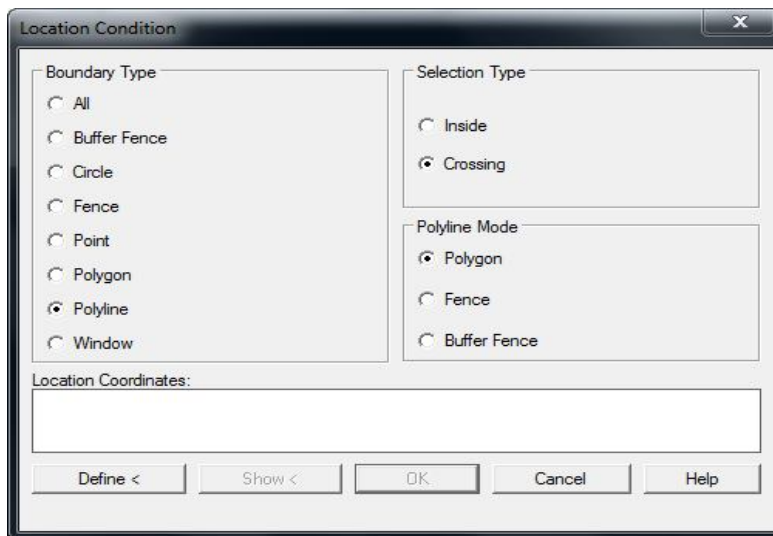 Location Condition
Boundary Type
All
Buffer Fence
Circle
Fence
Point
Polygon
Polyline
Window
Selection Type
Inside
Crossing
Polyline Mode
Polygon
Fence
Buffer Fence
Location Coordinates:
Define < Show < OK Cancel Help